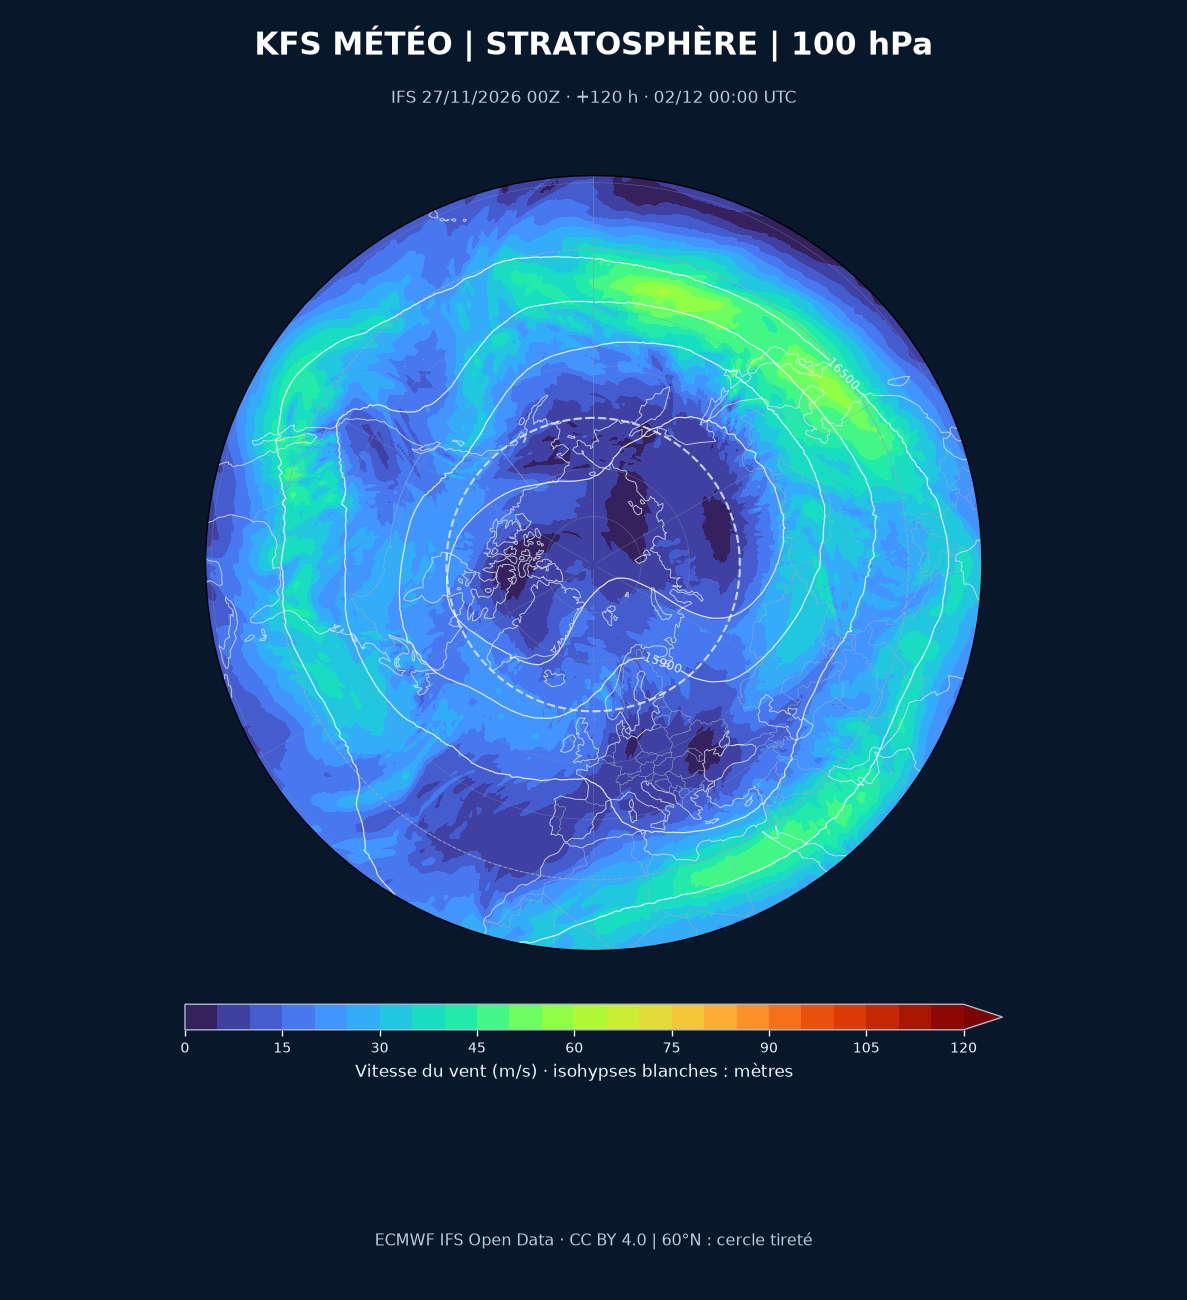 KFS MÉTÉO | STRATOSPHÈRE | 100 hPa
IFS 27/11/2026 00Z · +120 h · 02/12 00:00 UTC
16500
15900
0 15 30 45 60 75 90 105 120
Vitesse du vent (m/s) · isohypses blanches : mètres
ECMWF IFS Open Data · CC BY 4.0 | 60°N : cercle tireté